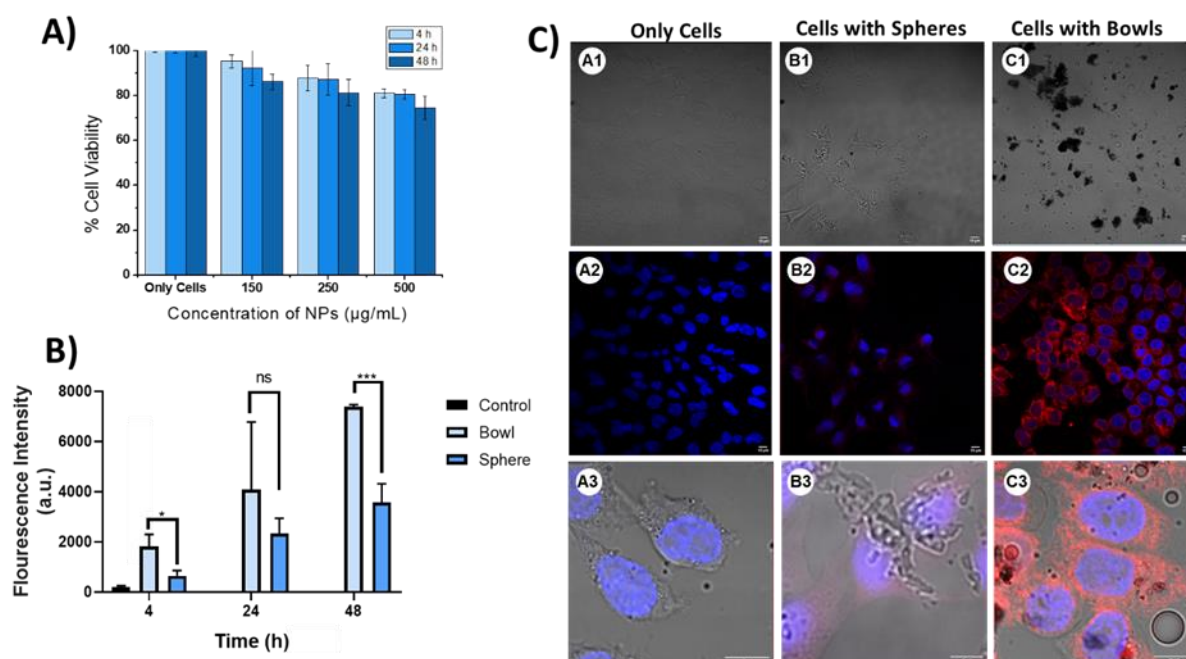 A)
4 h
24 h
48 h
100
80
60
40
20
0
% Cell Viability
Only Cells 150 250 500
Concentration of NPs (µg/mL)
B)
8000
6000
4000
2000
0
Flourescence Intensity
(a.u.)
*
ns
***
4 24 48
Time (h)
Control
Bowl
Sphere
C)
Only Cells Cells with Spheres Cells with Bowls
A1 B1 C1
A2 B2 C2
A3 B3 C3